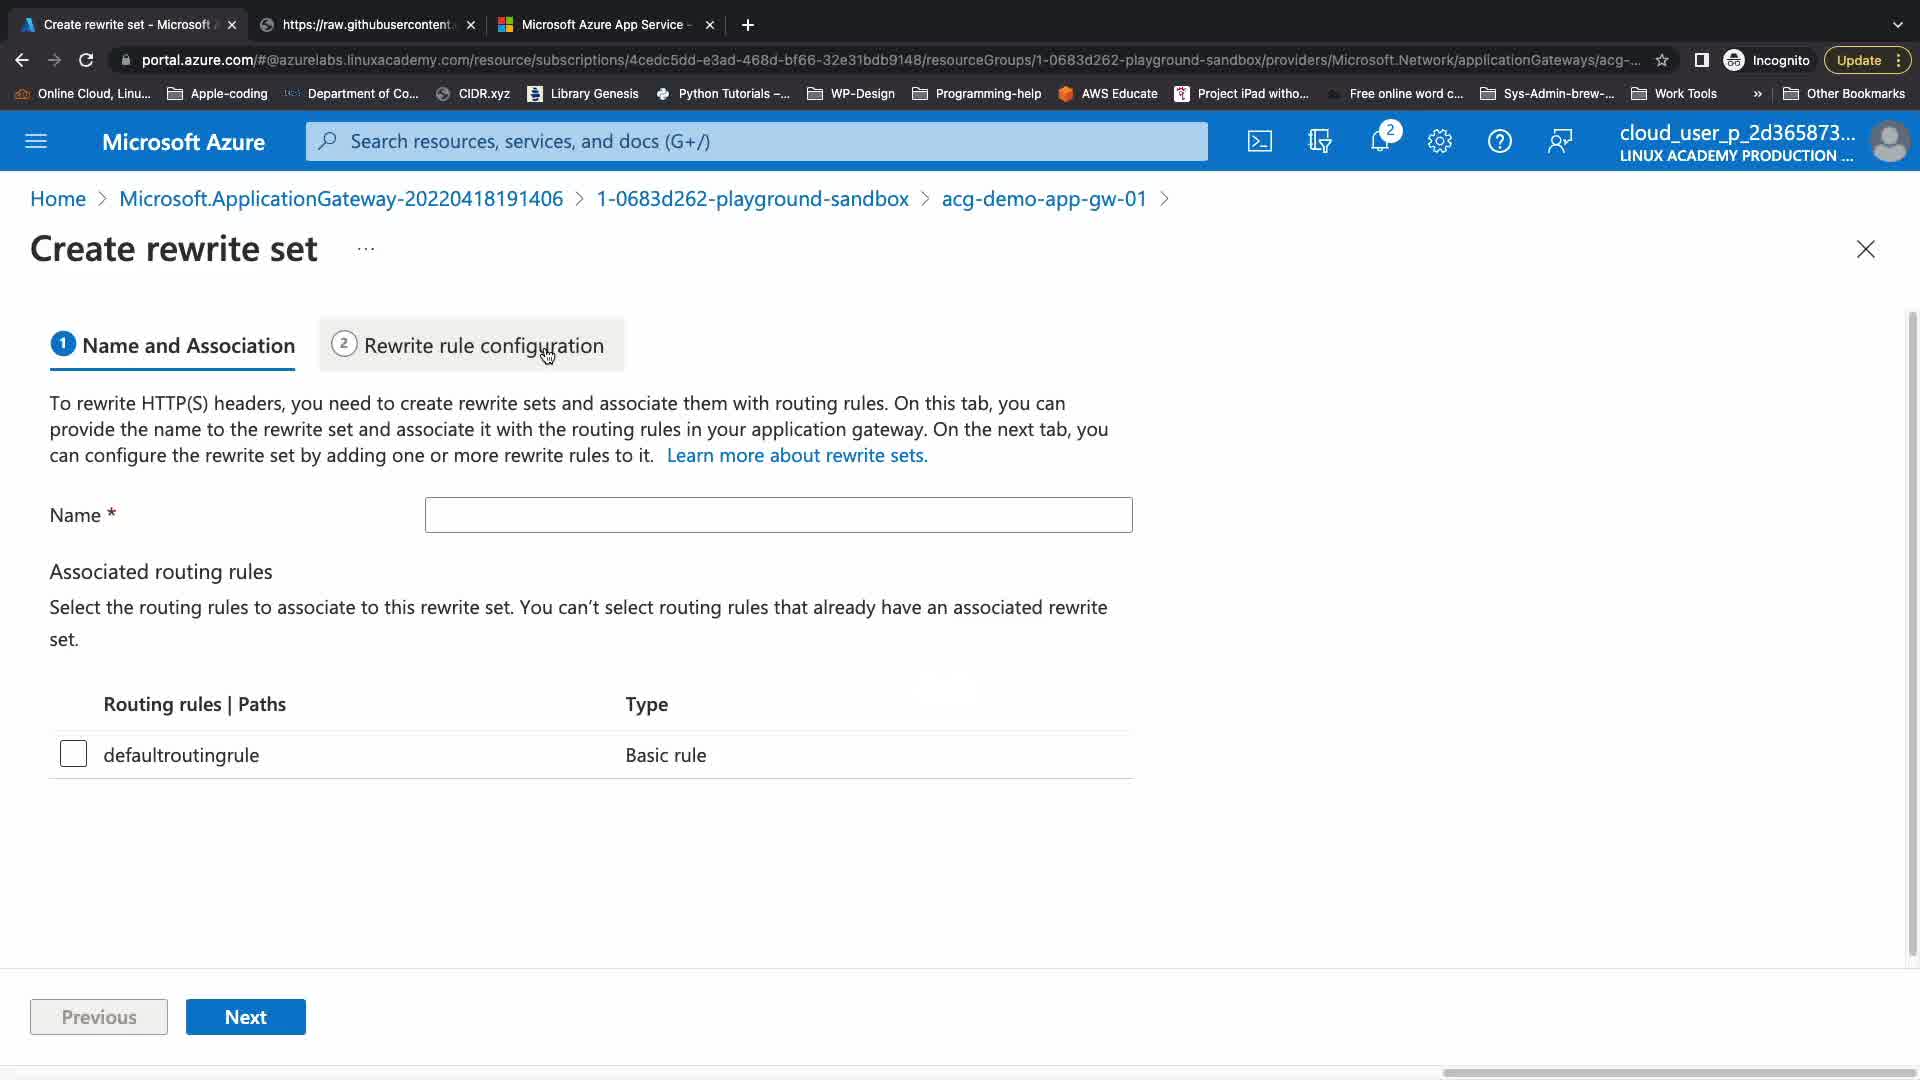 Create rewrite set - Microsoft A
https://raw.githubusercontent.
Microsoft Azure App Service -
portal.azure.com/#@azurelabs.linuxacademy.com/resource/subscriptions/4cedc5dd-e3ad-468d-bf66-32e31bdb9148/resourceGroups/1-0683d262-playground-sandbox/providers/Microsoft.Network/applicationGateways/acg-...
Incognito
Update
Online Cloud, Linu...
Apple-coding
Department of Co...
CIDR.xyz
Library Genesis
Python Tutorials –...
WP-Design
Programming-help
AWS Educate
Project iPad witho...
Free online word c...
Sys-Admin-brew-...
Work Tools
»
Other Bookmarks
Microsoft Azure
Search resources, services, and docs (G+/)
2
cloud_user_p_2d365873...
LINUX ACADEMY PRODUCTION ...
Home > Microsoft.ApplicationGateway-20220418191406 > 1-0683d262-playground-sandbox > acg-demo-app-gw-01 >
Create rewrite set ...
1 Name and Association
2 Rewrite rule configuration
To rewrite HTTP(S) headers, you need to create rewrite sets and associate them with routing rules. On this tab, you can
provide the name to the rewrite set and associate it with the routing rules in your application gateway. On the next tab, you
can configure the rewrite set by adding one or more rewrite rules to it. Learn more about rewrite sets.
Name *
Associated routing rules
Select the routing rules to associate to this rewrite set. You can't select routing rules that already have an associated rewrite
set.
Routing rules | Paths Type
defaultroutingrule Basic rule
Previous
Next